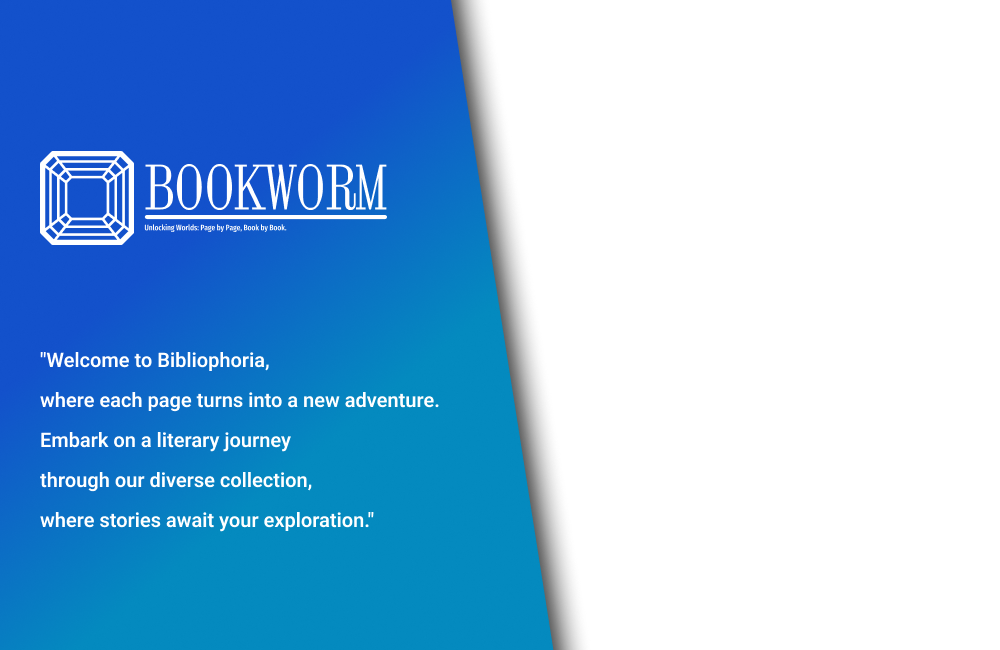 BOOKWORM
Unlocking Worlds: Page by Page, Book by Book.
"Welcome to Bibliophoria,
where each page turns into a new adventure.
Embark on a literary journey
through our diverse collection,
where stories await your exploration."